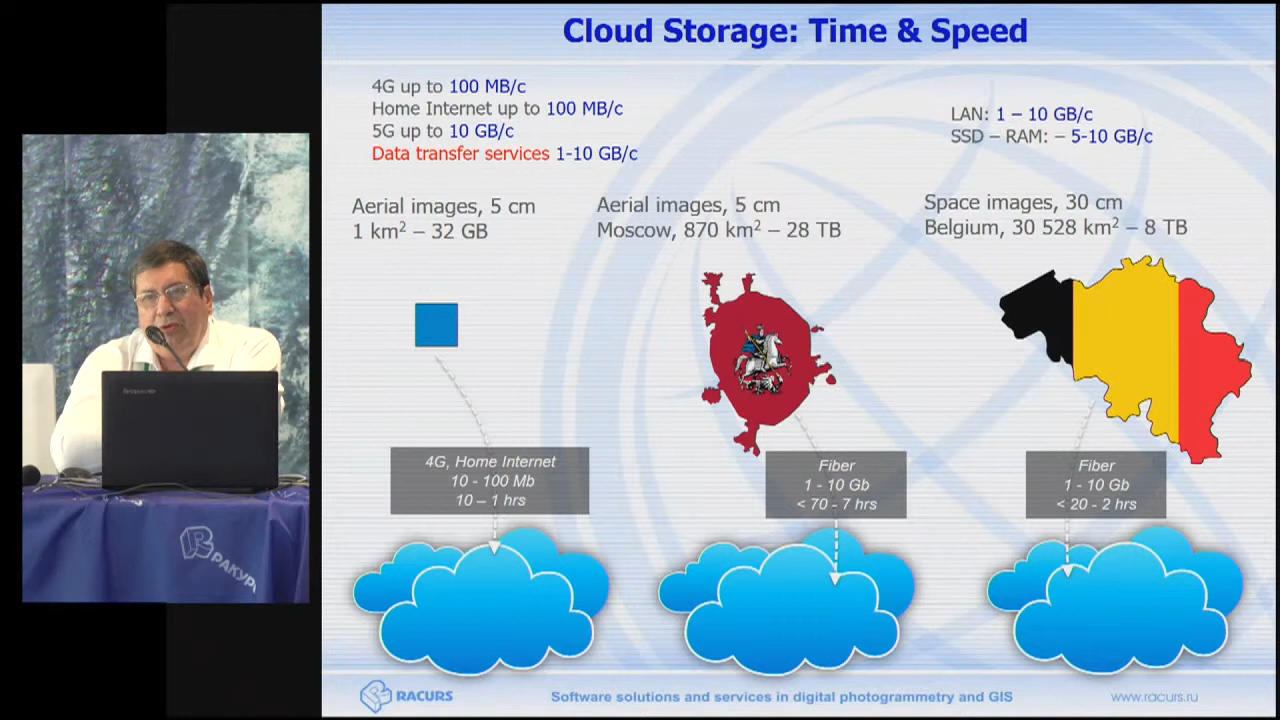 Cloud Storage: Time & Speed
4G up to 100 MB/c
Home Internet up to 100 MB/c
5G up to 10 GB/c
Data transfer services 1-10 GB/c
LAN: 1 – 10 GB/c
SSD – RAM: – 5-10 GB/c
Aerial images, 5 cm
1 km² – 32 GB
Aerial images, 5 cm
Moscow, 870 km² – 28 TB
Space images, 30 cm
Belgium, 30 528 km² – 8 TB
4G, Home Internet
10 - 100 Mb
10 – 1 hrs
Fiber
1 - 10 Gb
< 70 - 7 hrs
Fiber
1 - 10 Gb
< 20 - 2 hrs
РАКУРС
RACURS
Software solutions and services in digital photogrammetry and GIS
www.racurs.ru